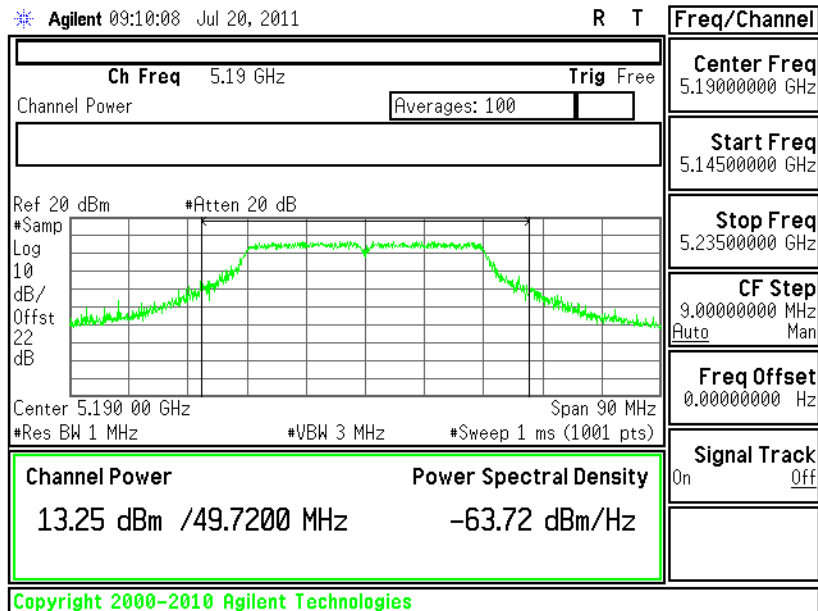 Agilent 09:10:08 Jul 20, 2011 R T
Freq/Channel
Ch Freq 5.19 GHz Trig Free
Channel Power Averages: 100
Center Freq
5.19000000 GHz
Start Freq
5.14500000 GHz
Stop Freq
5.23500000 GHz
CF Step
9.00000000 MHz
Auto Man
Freq Offset
0.00000000 Hz
Signal Track
On Off
Ref 20 dBm #Atten 20 dB
#Samp
Log
10
dB/
Offst
22
dB
Center 5.190 00 GHz Span 90 MHz
#Res BW 1 MHz #VBW 3 MHz #Sweep 1 ms (1001 pts)
Channel Power Power Spectral Density
13.25 dBm /49.7200 MHz -63.72 dBm/Hz
Copyright 2000-2010 Agilent Technologies